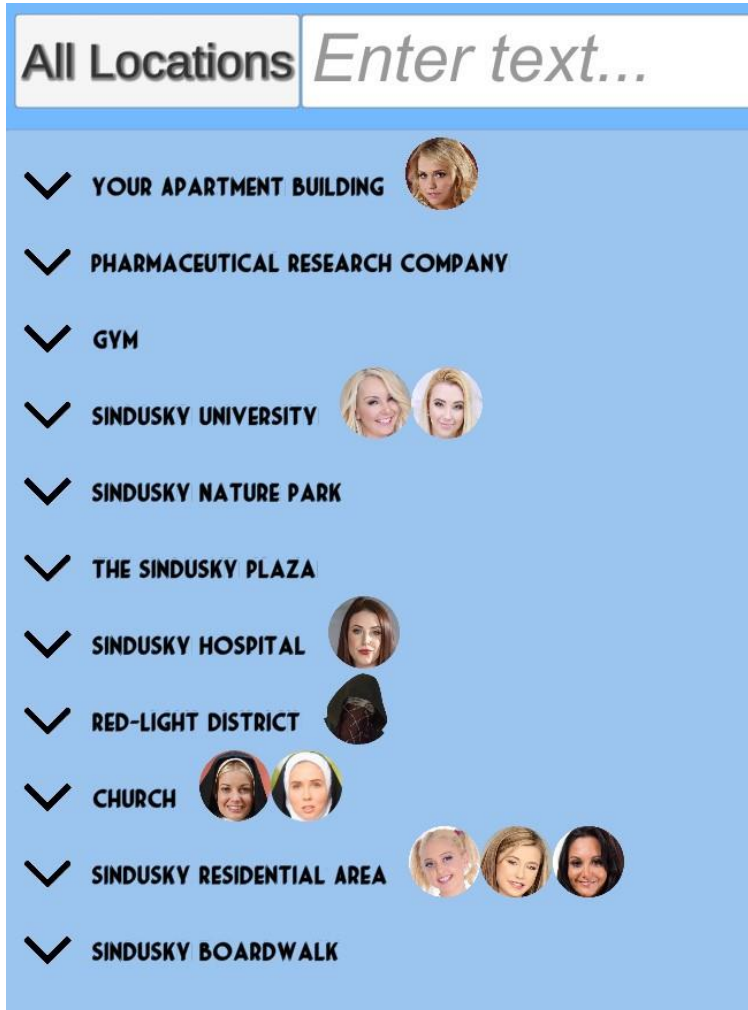 All Locations Enter text...
YOUR APARTMENT BUILDING
PHARMACEUTICAL RESEARCH COMPANY
GYM
SINDUSKY UNIVERSITY
SINDUSKY NATURE PARK
THE SINDUSKY PLAZA
SINDUSKY HOSPITAL
RED-LIGHT DISTRICT
CHURCH
SINDUSKY RESIDENTIAL AREA
SINDUSKY BOARDWALK